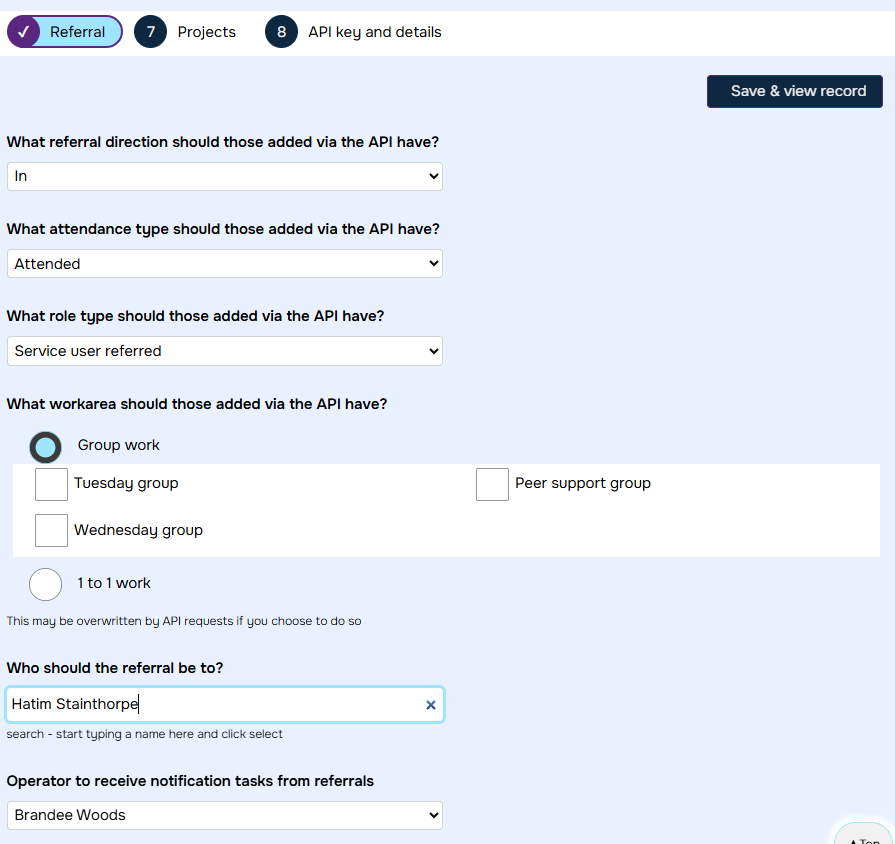 ✓ Referral 7 Projects 8 API key and details
Save & view record
What referral direction should those added via the API have?
In
What attendance type should those added via the API have?
Attended
What role type should those added via the API have?
Service user referred
What workarea should those added via the API have?
Group work
Tuesday group Peer support group
Wednesday group
1 to 1 work
This may be overwritten by API requests if you choose to do so
Who should the referral be to?
Hatim Stainthorpe ×
search - start typing a name here and click select
Operator to receive notification tasks from referrals
Brandee Woods
Top